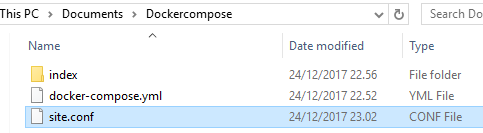 This PC > Documents > Dockercompose Search Do
Name Date modified Type
index 24/12/2017 22.56 File folder
docker-compose.yml 24/12/2017 22.52 YML File
site.conf 24/12/2017 23.02 CONF File